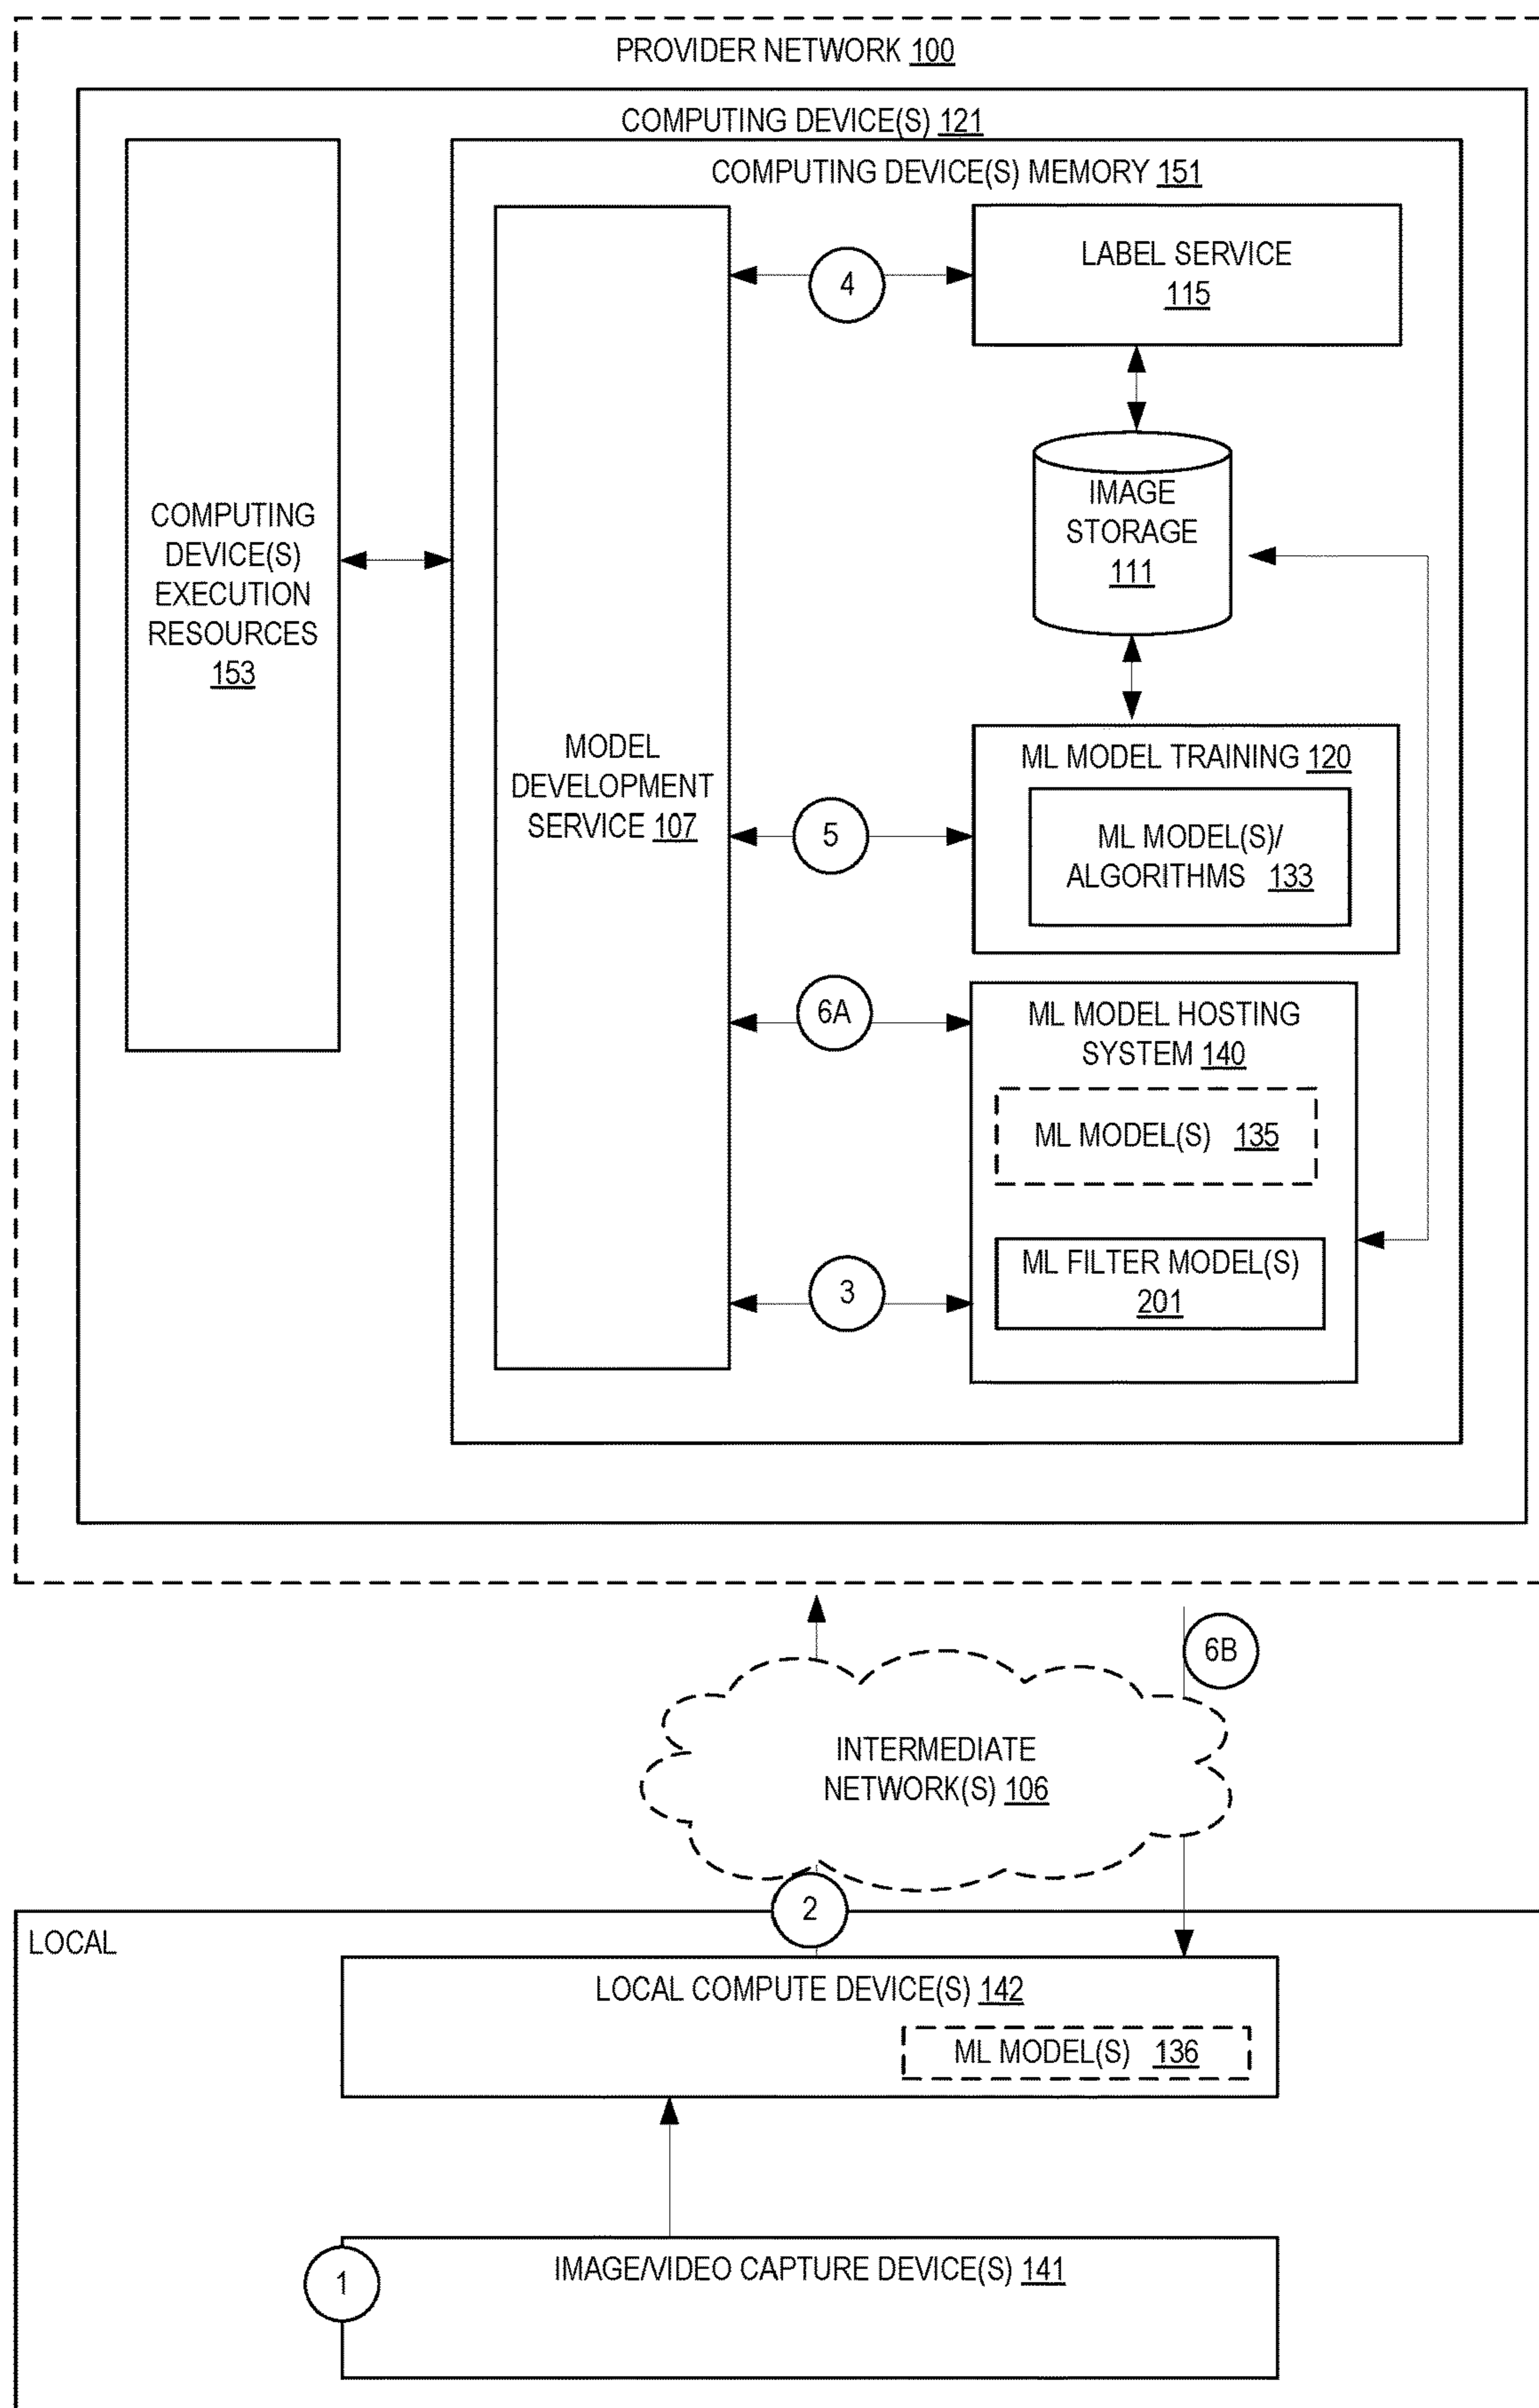 PROVIDER NETWORK 100
COMPUTING DEVICE(S) 121
COMPUTING DEVICE(S) MEMORY 151
COMPUTING
DEVICE(S)
EXECUTION
RESOURCES
153
MODEL
DEVELOPMENT
SERVICE 107
4
LABEL SERVICE
115
IMAGE
STORAGE
111
5
ML MODEL TRAINING 120
ML MODEL(S)/
ALGORITHMS 133
6A
ML MODEL HOSTING
SYSTEM 140
ML MODEL(S) 135
3
ML FILTER MODEL(S)
201
6B
INTERMEDIATE
NETWORK(S) 106
2
LOCAL
LOCAL COMPUTE DEVICE(S) 142
ML MODEL(S) 136
1
IMAGE/VIDEO CAPTURE DEVICE(S) 141